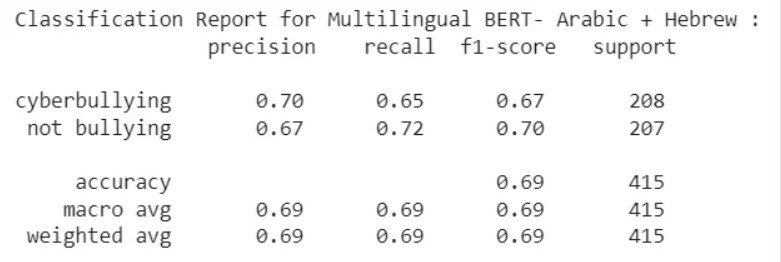 Classification Report for Multilingual BERT- Arabic + Hebrew :
precision recall f1-score support
cyberbullying 0.70 0.65 0.67 208
not bullying 0.67 0.72 0.70 207
accuracy 0.69 415
macro avg 0.69 0.69 0.69 415
weighted avg 0.69 0.69 0.69 415